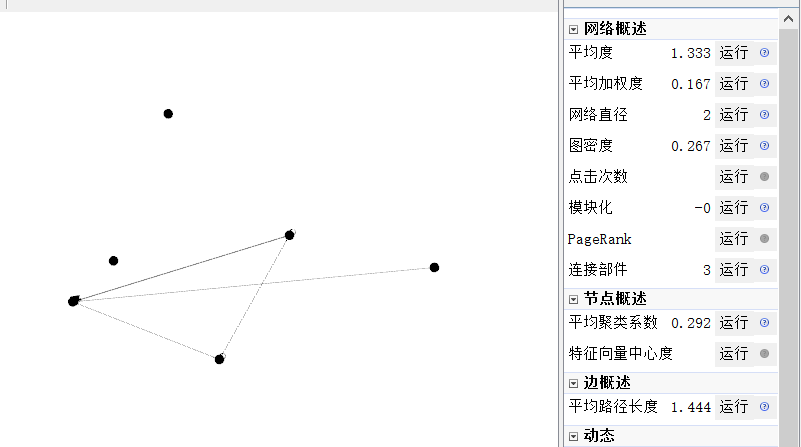 网络概述
平均度 1.333 运行
平均加权度 0.167 运行
网络直径 2 运行
图密度 0.267 运行
点击次数 运行
模块化 -0 运行
PageRank 运行
连接部件 3 运行
节点概述
平均聚类系数 0.292 运行
特征向量中心度 运行
边概述
平均路径长度 1.444 运行
动态